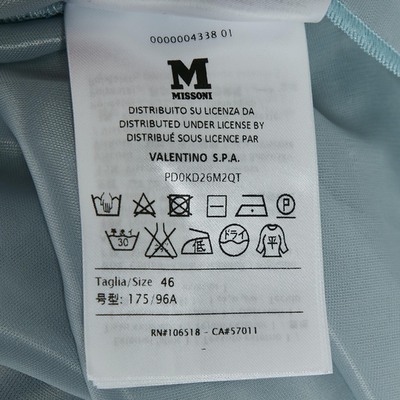 0000004338 01
M
MISSONI
DISTRIBUITO SU LICENZA DA
DISTRIBUTED UNDER LICENSE BY
DISTRIBUÉ SOUS LICENCE PAR
VALENTINO S.P.A.
PD0KD26M2QT
P
30 低 ドライ 平
Taglia/Size 46
号型: 175/96A
RN#106518 - CA#57011